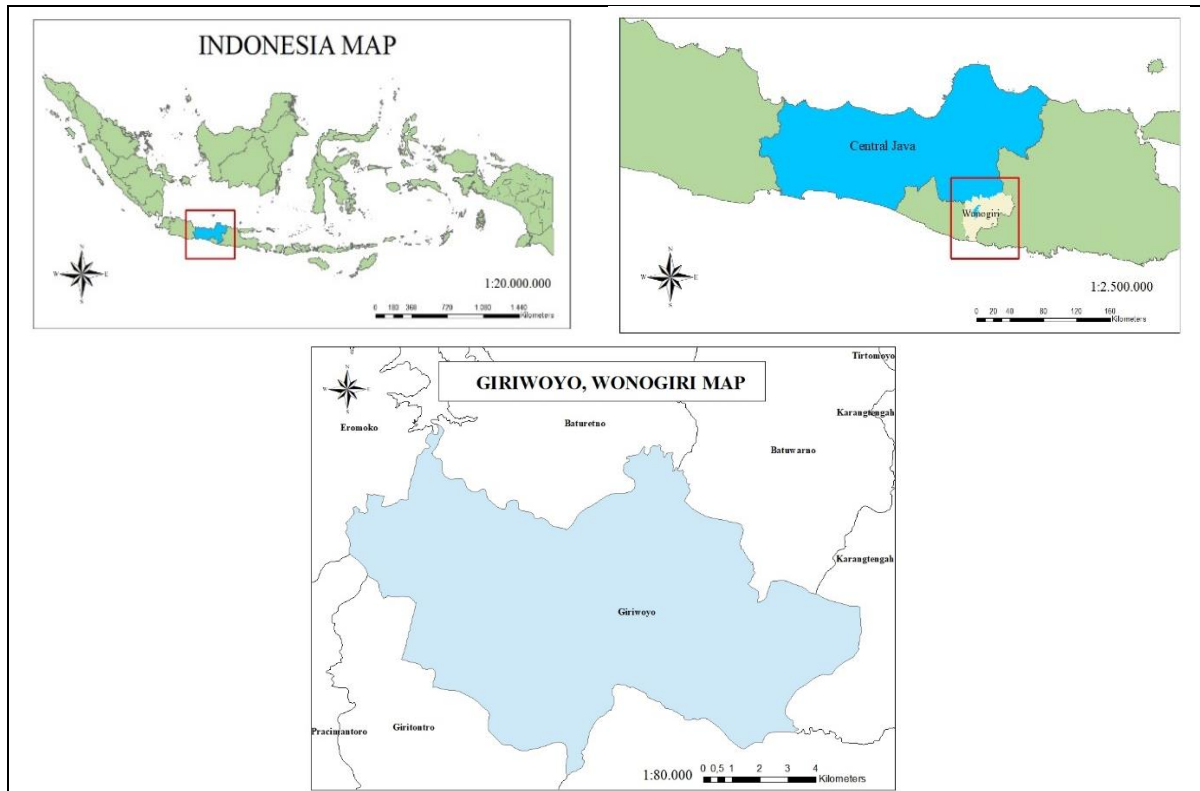 INDONESIA MAP
N
W E
S
1:20.000.000
Kilometers
Central Java
Wonogiri
N
W E
S
1:2.500.000
0 20 40 80 120 160
Kilometers
GIRIWOYO, WONOGIRI MAP
N
W E
S
Tirtomoyo
Karangtengah
Eromoko
Baturetno
Batuwarno
Karangtengah
Giriwoyo
Pracimantoro
Giritontro
1:80.000
0 0,5 1 2 3 4
Kilometers